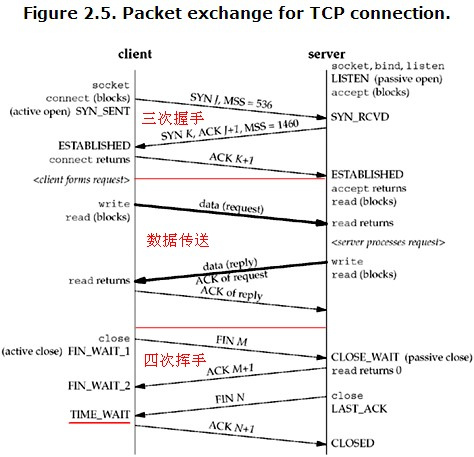 Figure 2.5. Packet exchange for TCP connection.
client
server
socket, bind, listen
LISTEN (passive open)
accept (blocks)
socket
connect (blocks)
(active open) SYN_SENT
SYN J, MSS = 536
三次握手
SYN_RCVD
SYN K, ACK J+1, MSS = 1460
ESTABLISHED
connect returns
ACK K+1
<client forms request>
ESTABLISHED
accept returns
read (blocks)
write
read (blocks)
data (request)
read returns
<server processes request>
数据传送
data (reply)
ACK of request
write
read (blocks)
read returns
ACK of reply
close
(active close) FIN_WAIT_1
FIN M
四次挥手
CLOSE_WAIT (passive close)
read returns 0
ACK M+1
FIN_WAIT_2
close
LAST_ACK
FIN N
TIME_WAIT
ACK N+1
CLOSED